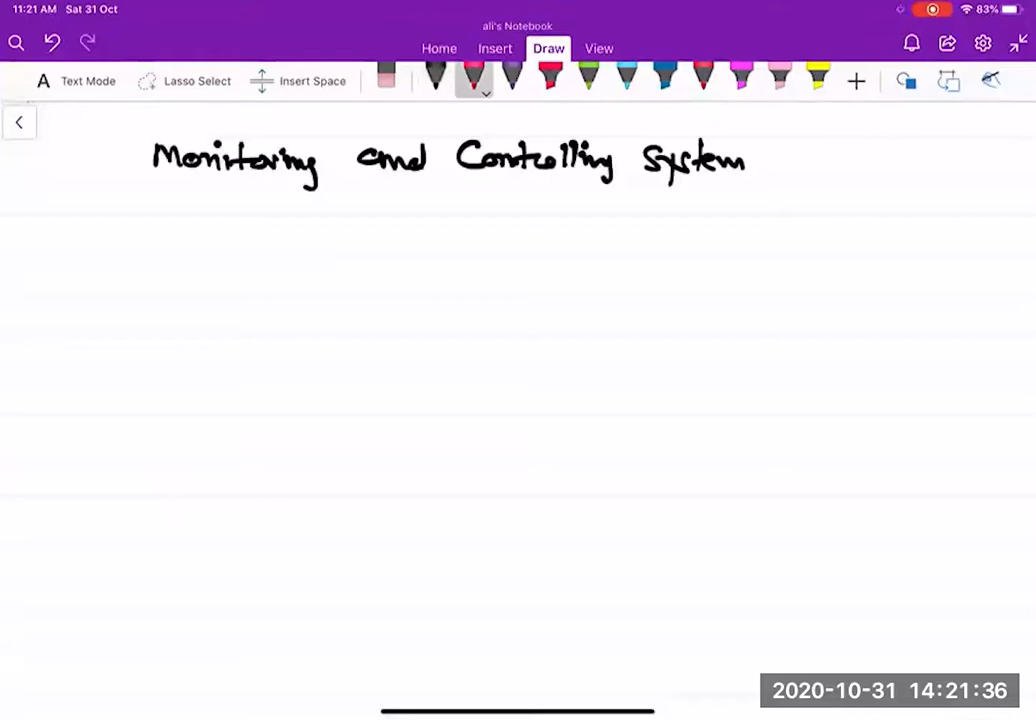 11:21 AM Sat 31 Oct
83%
ali's Notebook
Home Insert Draw View
A Text Mode Lasso Select Insert Space
Monitoring and Controlling System
2020-10-31 14:21:36